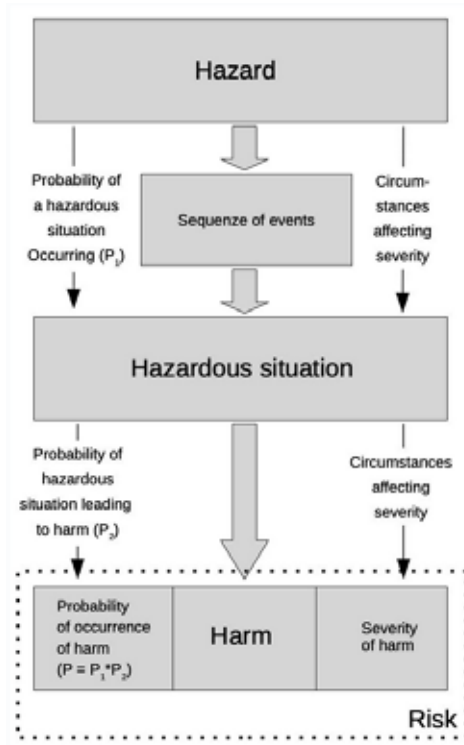 Hazard
Probability of
a hazardous
situation
Occurring (P₁)
Sequenze of events
Circum-
stances
affecting
severity
Hazardous situation
Probability of
hazardous
situation leading
to harm (P₂)
Circumstances
affecting
severity
Probability
of occurrence
of harm
(P = P₁*P₂)
Harm
Severity
of harm
Risk